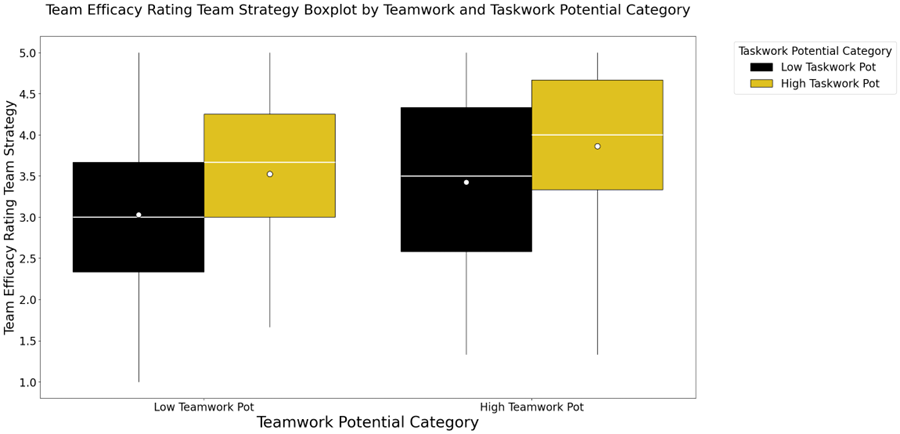 Team Efficacy Rating Team Strategy Boxplot by Teamwork and Taskwork Potential Category
Taskwork Potential Category
Low Taskwork Pot
High Taskwork Pot
Team Efficacy Rating Team Strategy
5.0
4.5
4.0
3.5
3.0
2.5
2.0
1.5
1.0
Low Teamwork Pot
High Teamwork Pot
Teamwork Potential Category